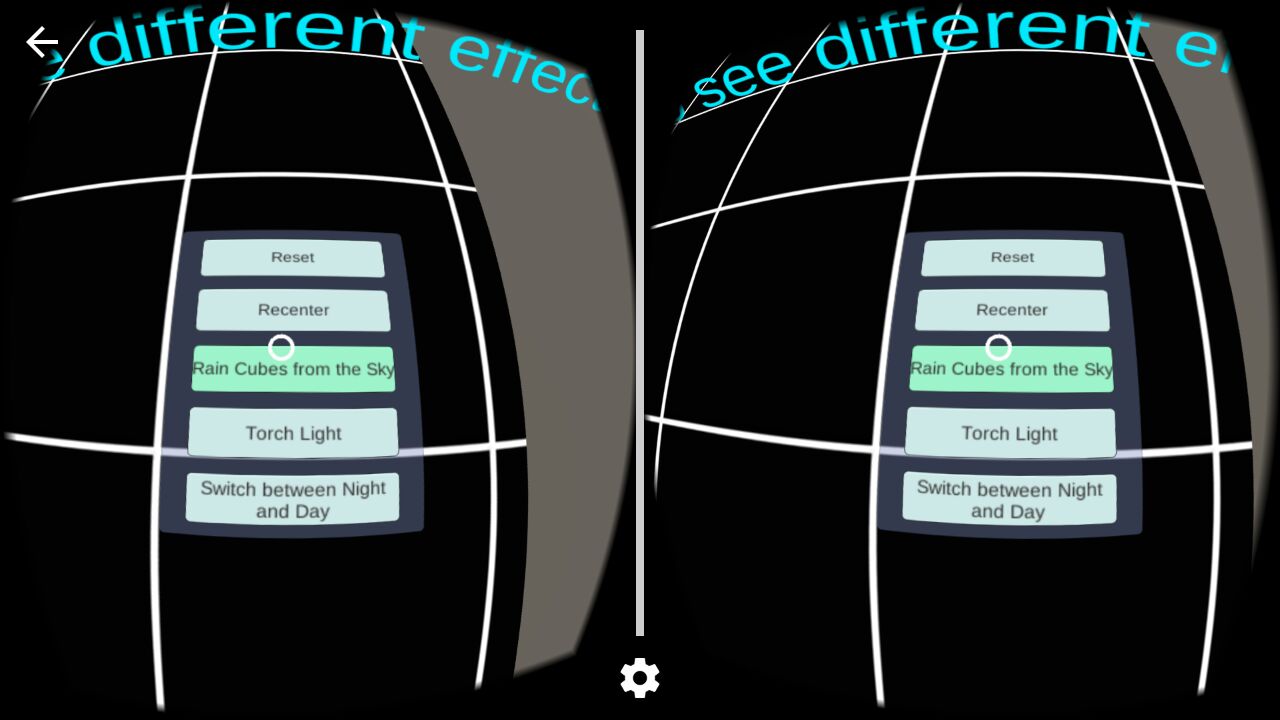 different effec
see different
Reset
Recenter
Rain Cubes from the Sky
Torch Light
Switch between Night
and Day
Reset
Recenter
Rain Cubes from the Sky
Torch Light
Switch between Night
and Day